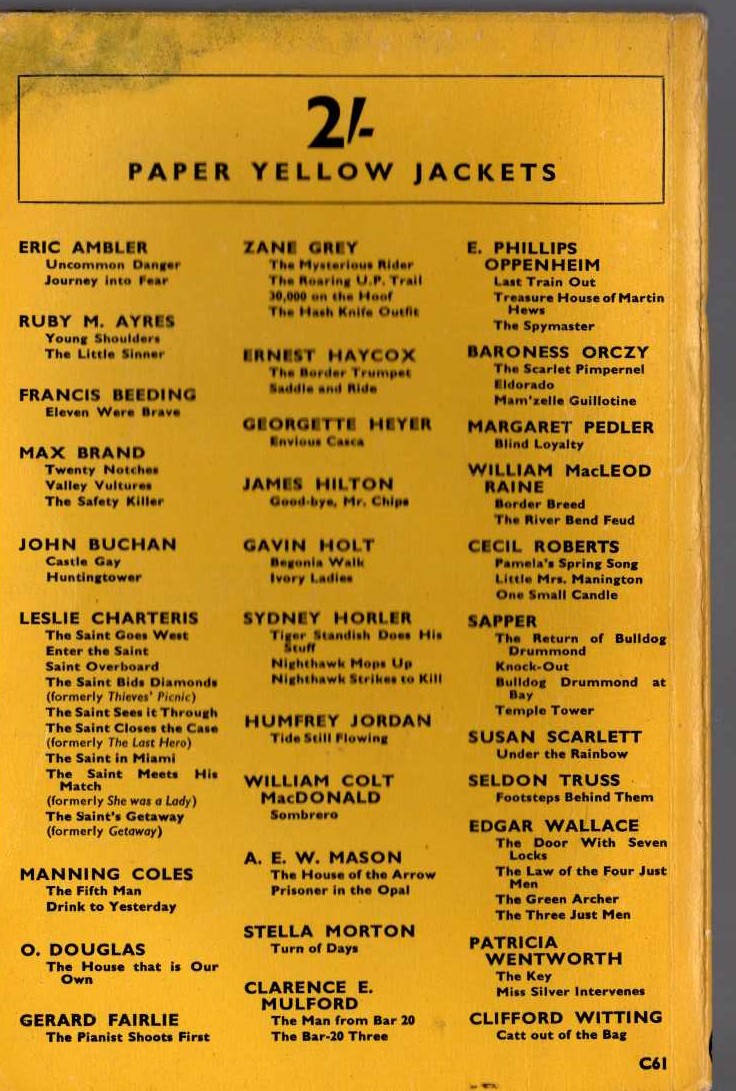 2/-
PAPER YELLOW JACKETS
ERIC AMBLER
Uncommon Danger
Journey into Fear
RUBY M. AYRES
Young Shoulders
The Little Sinner
FRANCIS BEEDING
Eleven Were Brave
MAX BRAND
Twenty Notches
Valley Vultures
The Safety Killer
JOHN BUCHAN
Castle Gay
Huntingtower
LESLIE CHARTERIS
The Saint Goes West
Enter the Saint
Saint Overboard
The Saint Bids Diamonds
(formerly Thieves' Picnic)
The Saint Sees it Through
The Saint Closes the Case
(formerly The Last Hero)
The Saint in Miami
The Saint Meets His
Match
(formerly She was a Lady)
The Saint's Getaway
(formerly Getaway)
MANNING COLES
The Fifth Man
Drink to Yesterday
O. DOUGLAS
The House that is Our
Own
GERARD FAIRLIE
The Pianist Shoots First
ZANE GREY
The Mysterious Rider
The Roaring U.P. Trail
30,000 on the Hoof
The Hash Knife Outfit
ERNEST HAYCOX
The Border Trumpet
Saddle and Ride
GEORGETTE HEYER
Envious Casca
JAMES HILTON
Good-bye, Mr. Chips
GAVIN HOLT
Begonia Walk
Ivory Ladies
SYDNEY HORLER
Tiger Standish Does His
Stuff
Nighthawk Mops Up
Nighthawk Strikes to Kill
HUMFREY JORDAN
Tide Still Flowing
WILLIAM COLT
MacDONALD
Sombrero
A. E. W. MASON
The House of the Arrow
Prisoner in the Opal
STELLA MORTON
Turn of Days
CLARENCE E.
MULFORD
The Man from Bar 20
The Bar-20 Three
E. PHILLIPS
OPPENHEIM
Last Train Out
Treasure House of Martin
Hews
The Spymaster
BARONESS ORCZY
The Scarlet Pimpernel
Eldorado
Mam'zelle Guillotine
MARGARET PEDLER
Blind Loyalty
WILLIAM MacLEOD
RAINE
Border Breed
The River Bend Feud
CECIL ROBERTS
Pamela's Spring Song
Little Mrs. Manington
One Small Candle
SAPPER
The Return of Bulldog
Drummond
Knock-Out
Bulldog Drummond at
Bay
Temple Tower
SUSAN SCARLETT
Under the Rainbow
SELDON TRUSS
Footsteps Behind Them
EDGAR WALLACE
The Door With Seven
Locks
The Law of the Four Just
Men
The Green Archer
The Three Just Men
PATRICIA
WENTWORTH
The Key
Miss Silver Intervenes
CLIFFORD WITTING
Catt out of the Bag
C61